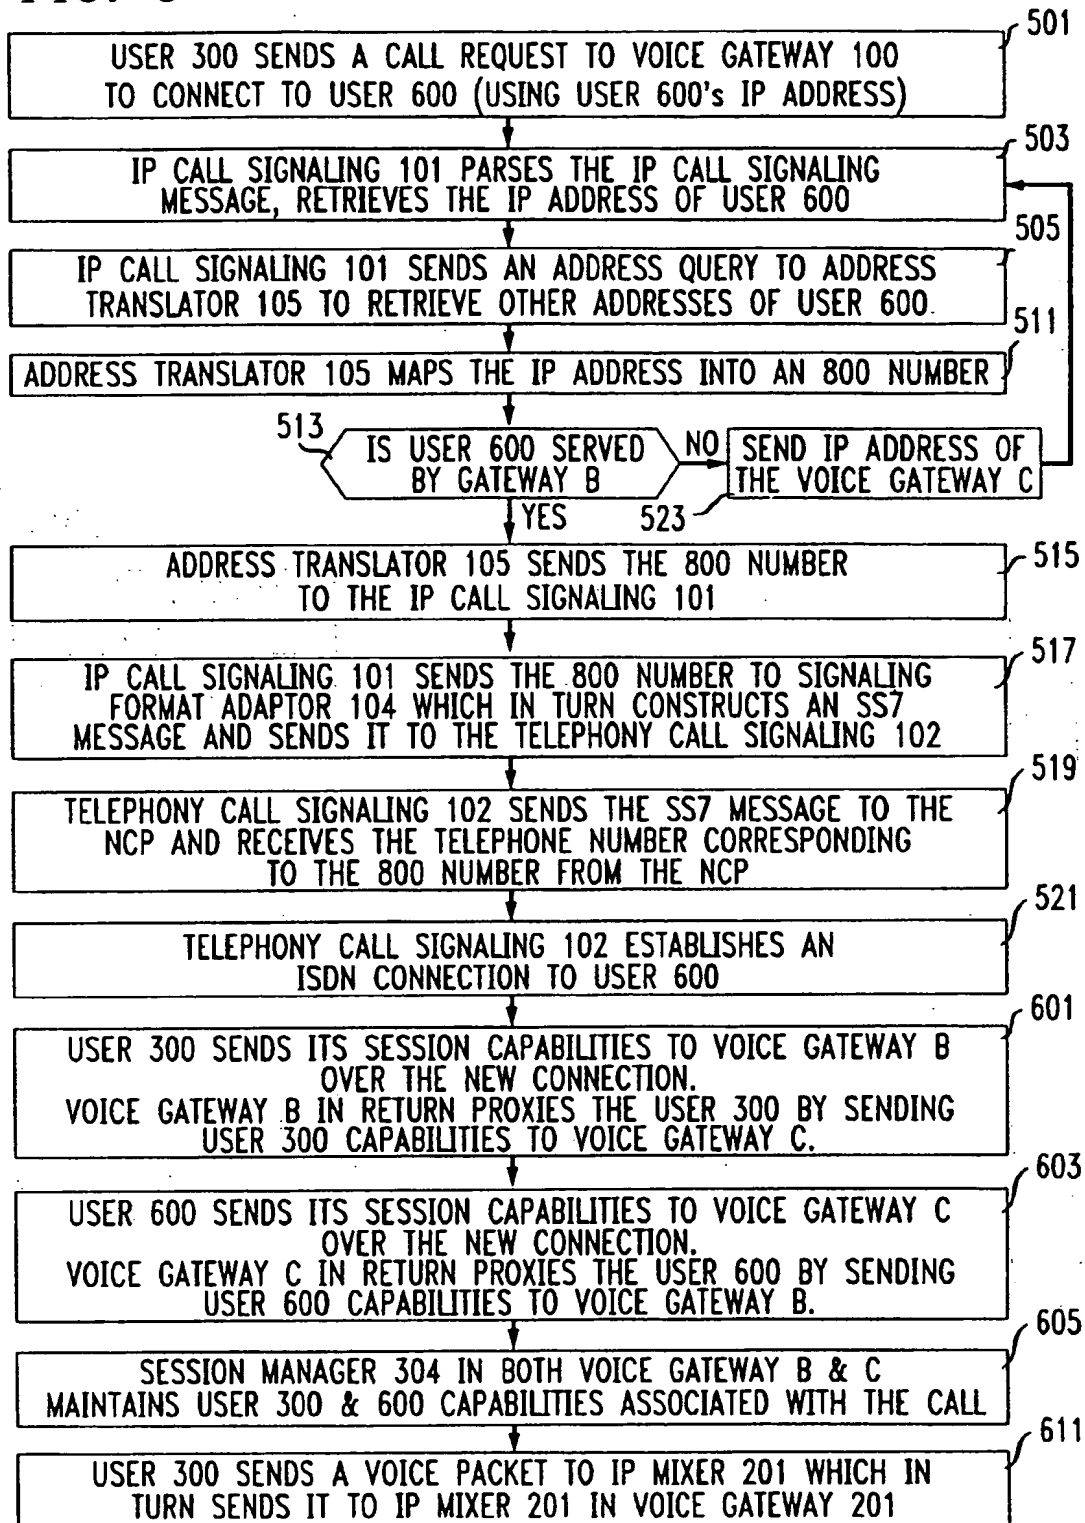 501
USER 300 SENDS A CALL REQUEST TO VOICE GATEWAY 100
TO CONNECT TO USER 600 (USING USER 600's IP ADDRESS)
503
IP CALL SIGNALING 101 PARSES THE IP CALL SIGNALING
MESSAGE, RETRIEVES THE IP ADDRESS OF USER 600
505
IP CALL SIGNALING 101 SENDS AN ADDRESS QUERY TO ADDRESS
TRANSLATOR 105 TO RETRIEVE OTHER ADDRESSES OF USER 600.
511
ADDRESS TRANSLATOR 105 MAPS THE IP ADDRESS INTO AN 800 NUMBER
513
IS USER 600 SERVED
BY GATEWAY B
NO
SEND IP ADDRESS OF
THE VOICE GATEWAY C
YES
523
515
ADDRESS TRANSLATOR 105 SENDS THE 800 NUMBER
TO THE IP CALL SIGNALING 101
517
IP CALL SIGNALING 101 SENDS THE 800 NUMBER TO SIGNALING
FORMAT ADAPTOR 104 WHICH IN TURN CONSTRUCTS AN SS7
MESSAGE AND SENDS IT TO THE TELEPHONY CALL SIGNALING 102
519
TELEPHONY CALL SIGNALING 102 SENDS THE SS7 MESSAGE TO THE
NCP AND RECEIVES THE TELEPHONE NUMBER CORRESPONDING
TO THE 800 NUMBER FROM THE NCP
521
TELEPHONY CALL SIGNALING 102 ESTABLISHES AN
ISDN CONNECTION TO USER 600
601
USER 300 SENDS ITS SESSION CAPABILITIES TO VOICE GATEWAY B
OVER THE NEW CONNECTION.
VOICE GATEWAY B IN RETURN PROXIES THE USER 300 BY SENDING
USER 300 CAPABILITIES TO VOICE GATEWAY C.
603
USER 600 SENDS ITS SESSION CAPABILITIES TO VOICE GATEWAY C
OVER THE NEW CONNECTION.
VOICE GATEWAY C IN RETURN PROXIES THE USER 600 BY SENDING
USER 600 CAPABILITIES TO VOICE GATEWAY B.
605
SESSION MANAGER 304 IN BOTH VOICE GATEWAY B & C
MAINTAINS USER 300 & 600 CAPABILITIES ASSOCIATED WITH THE CALL
611
USER 300 SENDS A VOICE PACKET TO IP MIXER 201 WHICH IN
TURN SENDS IT TO IP MIXER 201 IN VOICE GATEWAY 201